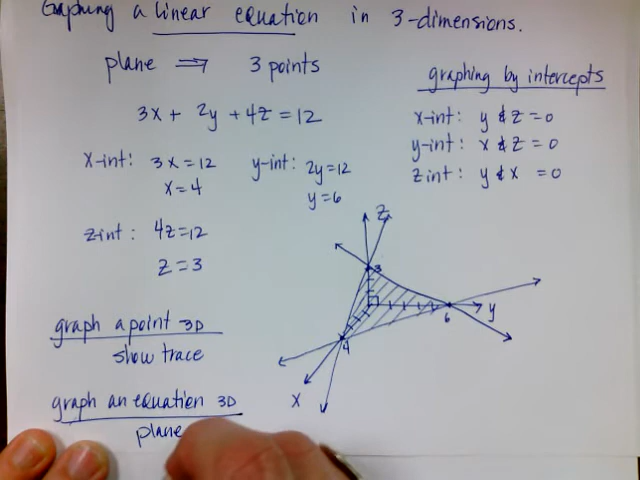 Graphing a linear equation in 3-dimensions.
plane ⇒ 3 points
graphing by intercepts
3x + 2y + 4z = 12
x-int: y & z = 0
y-int: x & z = 0
z int: y & x = 0
x-int: 3x = 12
x = 4
y-int: 2y = 12
y = 6
z int: 4z = 12
z = 3
z
3
6
y
4
x
graph a point 3D
show trace
graph an equation 3D
plane